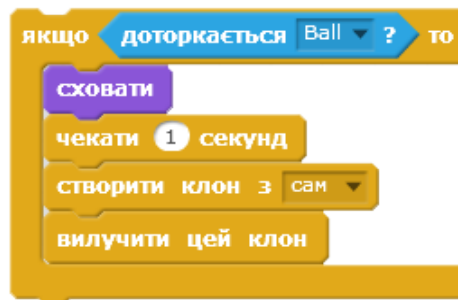 якщо доторкається Ball ? то
сховати
чекати 1 секунд
створити клон з сам
вилучити цей клон